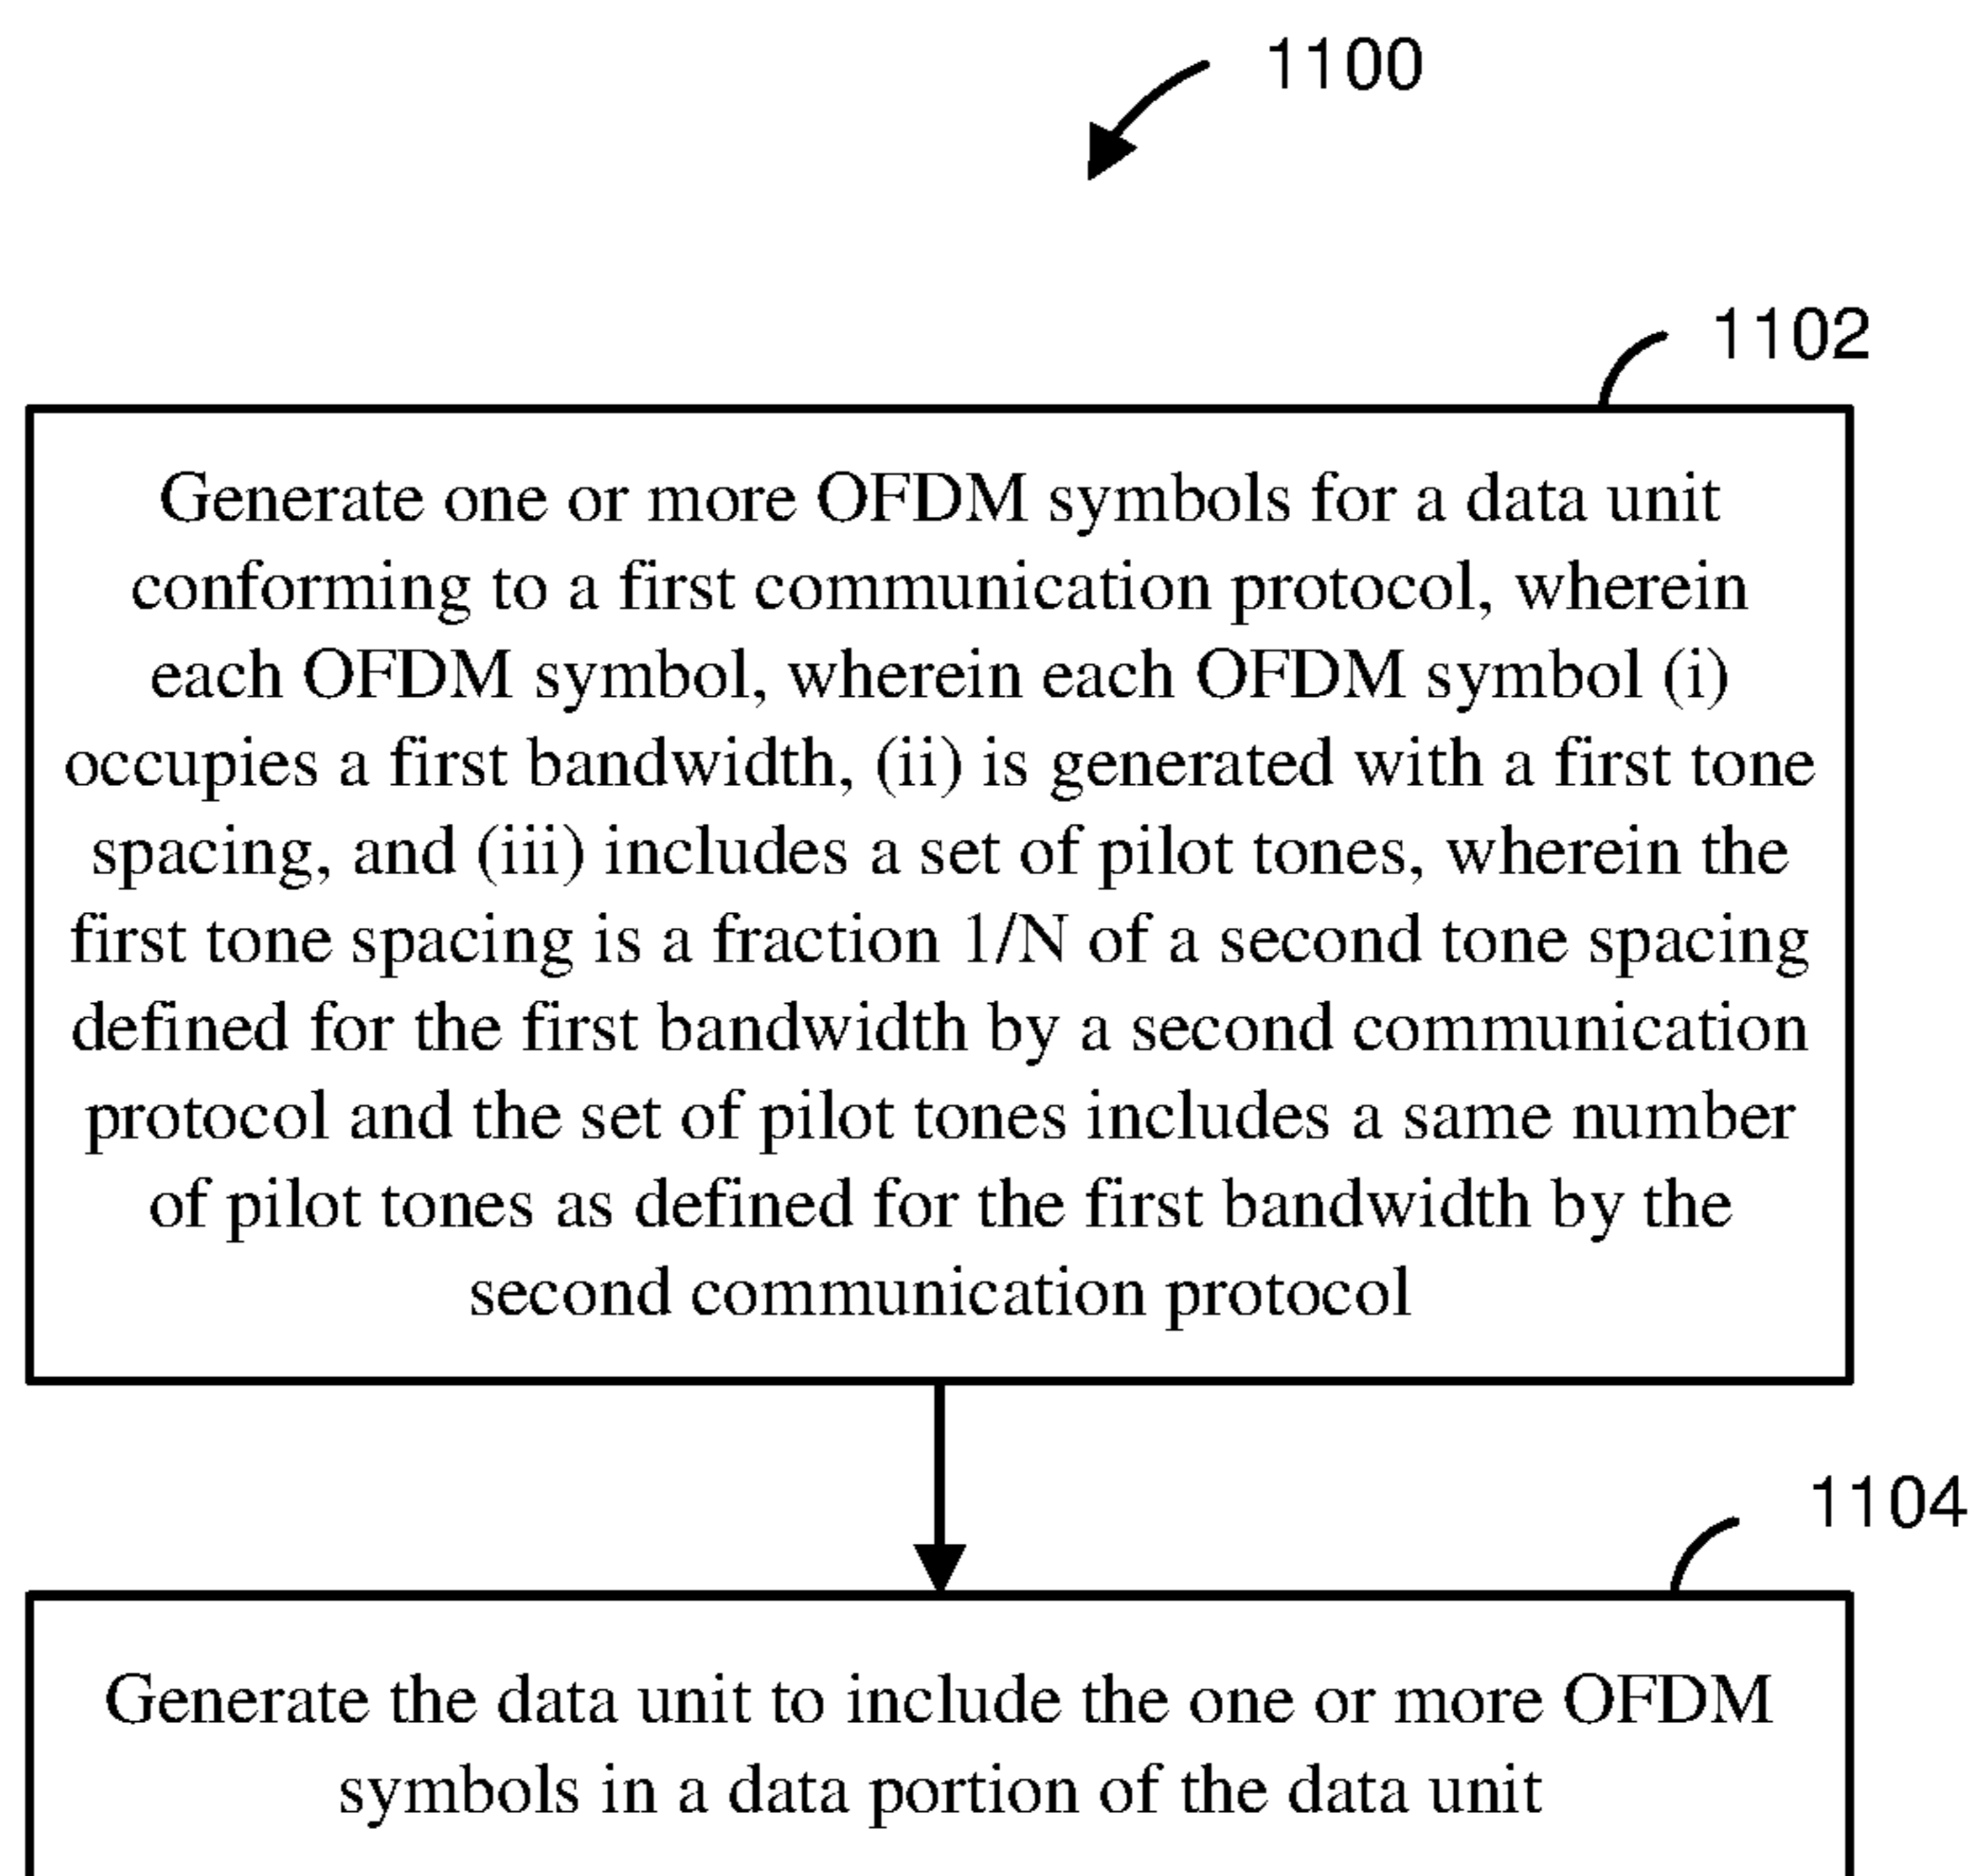 1100
1102
Generate one or more OFDM symbols for a data unit
conforming to a first communication protocol, wherein
each OFDM symbol, wherein each OFDM symbol (i)
occupies a first bandwidth, (ii) is generated with a first tone
spacing, and (iii) includes a set of pilot tones, wherein the
first tone spacing is a fraction 1/N of a second tone spacing
defined for the first bandwidth by a second communication
protocol and the set of pilot tones includes a same number
of pilot tones as defined for the first bandwidth by the
second communication protocol
1104
Generate the data unit to include the one or more OFDM
symbols in a data portion of the data unit